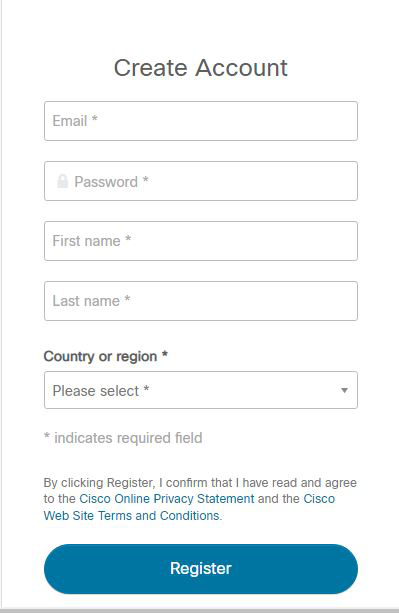 Create Account
Email *
Password *
First name *
Last name *
Country or region *
Please select *
* indicates required field
By clicking Register, I confirm that I have read and agree
to the Cisco Online Privacy Statement and the Cisco
Web Site Terms and Conditions.
Register